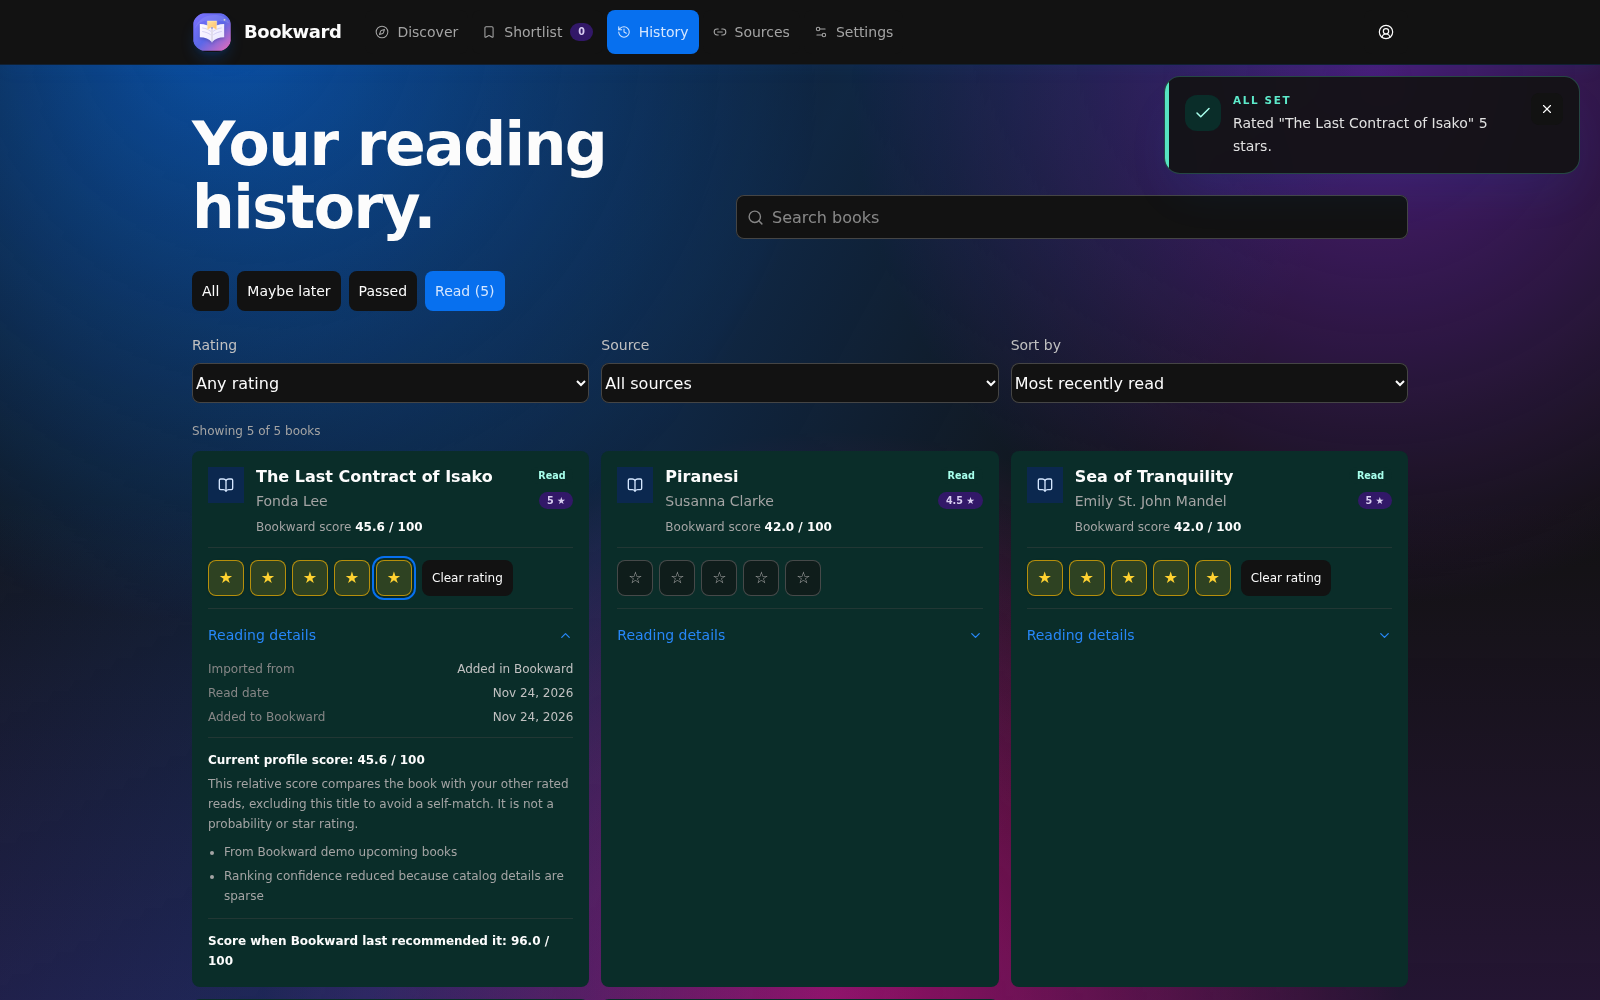 Bookward
Discover
Shortlist 0
History
Sources
Settings
ALL SET
Rated "The Last Contract of Isako" 5
stars.
Your reading
history.
Search books
All
Maybe later
Passed
Read (5)
Rating
Source
Sort by
Any rating
All sources
Most recently read
Showing 5 of 5 books
The Last Contract of Isako
Read
Fonda Lee
5 ★
Bookward score 45.6 / 100
★ ★ ★ ★ ★
Clear rating
Reading details
Imported from
Added in Bookward
Read date
Nov 24, 2026
Added to Bookward
Nov 24, 2026
Current profile score: 45.6 / 100
This relative score compares the book with your other rated
reads, excluding this title to avoid a self-match. It is not a
probability or star rating.
• From Bookward demo upcoming books
• Ranking confidence reduced because catalog details are
sparse
Score when Bookward last recommended it: 96.0 /
100
Piranesi
Read
Susanna Clarke
4.5 ★
Bookward score 42.0 / 100
☆ ☆ ☆ ☆ ☆
Reading details
Sea of Tranquility
Read
Emily St. John Mandel
5 ★
Bookward score 42.0 / 100
★ ★ ★ ★ ★
Clear rating
Reading details